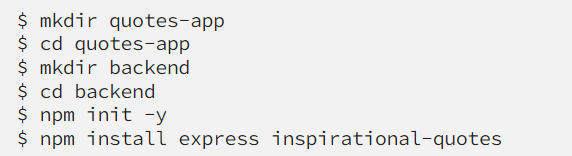 $ mkdir quotes-app
$ cd quotes-app
$ mkdir backend
$ cd backend
$ npm init -y
$ npm install express inspirational-quotes